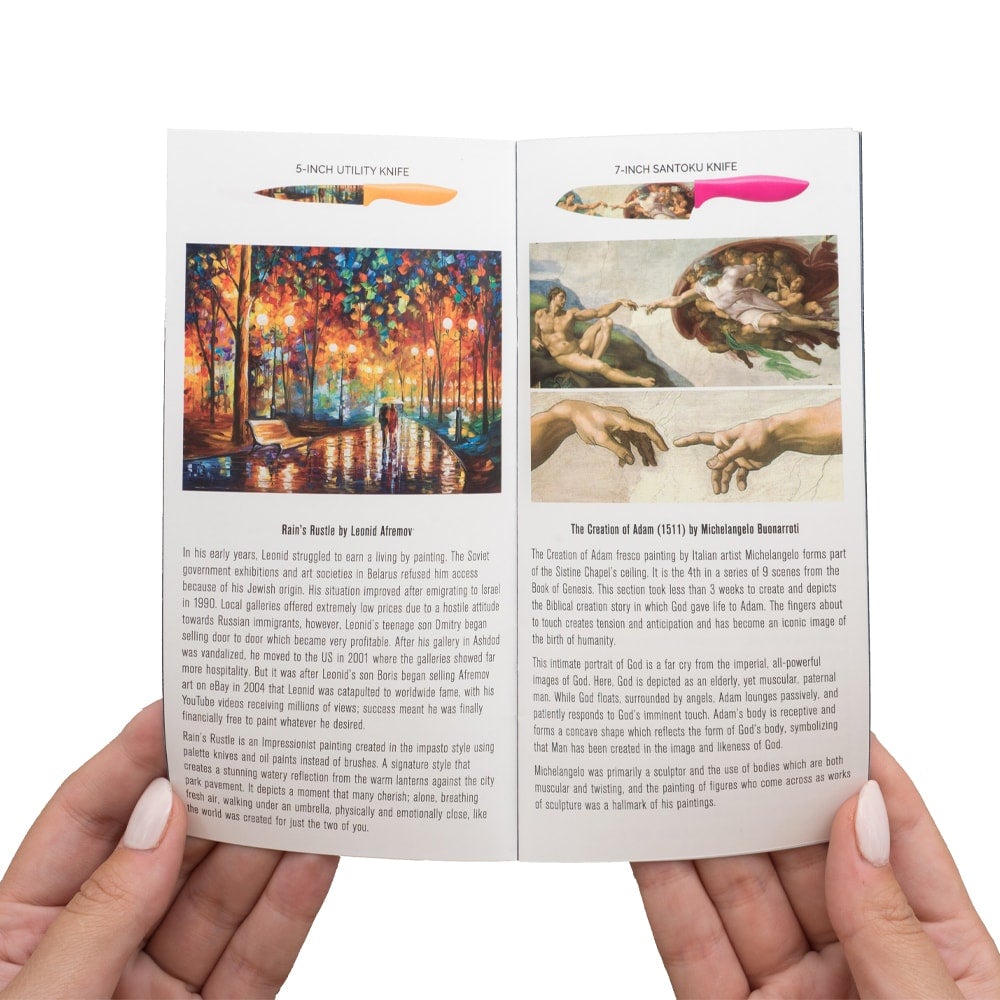 5-INCH UTILITY KNIFE
Rain's Rustle by Leonid Afremov
In his early years, Leonid struggled to earn a living by painting. The Soviet
government exhibitions and art societies in Belarus refused him access
because of his Jewish origin. His situation improved after emigrating to Israel
in 1990. Local galleries offered extremely low prices due to a hostile attitude
towards Russian immigrants, however, Leonid's teenage son Dmitry began
selling door to door which became very profitable. After his gallery in Ashdod
was vandalized, he moved to the US in 2001 where the galleries showed far
more hospitality. But it was after Leonid's son Boris began selling Afremov
art on eBay in 2004 that Leonid was catapulted to worldwide fame, with his
YouTube videos receiving millions of views; success meant he was finally
financially free to paint whatever he desired.
Rain's Rustle is an Impressionist painting created in the impasto style using
palette knives and oil paints instead of brushes. A signature style that
creates a stunning watery reflection from the warm lanterns against the city
park pavement. It depicts a moment that many cherish; alone, breathing
fresh air, walking under an umbrella, physically and emotionally close, like
the world was created for just the two of you.
7-INCH SANTOKU KNIFE
The Creation of Adam (1511) by Michelangelo Buonarroti
The Creation of Adam fresco painting by Italian artist Michelangelo forms part
of the Sistine Chapel's ceiling. It is the 4th in a series of 9 scenes from the
Book of Genesis. This section took less than 3 weeks to create and depicts
the Biblical creation story in which God gave life to Adam. The fingers about
to touch creates tension and anticipation and has become an iconic image of
the birth of humanity.
This intimate portrait of God is a far cry from the imperial, all-powerful
images of God. Here, God is depicted as an elderly, yet muscular, paternal
man. While God floats, surrounded by angels, Adam lounges passively, and
patiently responds to God's imminent touch. Adam's body is receptive and
forms a concave shape which reflects the form of God's body, symbolizing
that Man has been created in the image and likeness of God.
Michelangelo was primarily a sculptor and the use of bodies which are both
muscular and twisting, and the painting of figures who come across as works
of sculpture was a hallmark of his paintings.